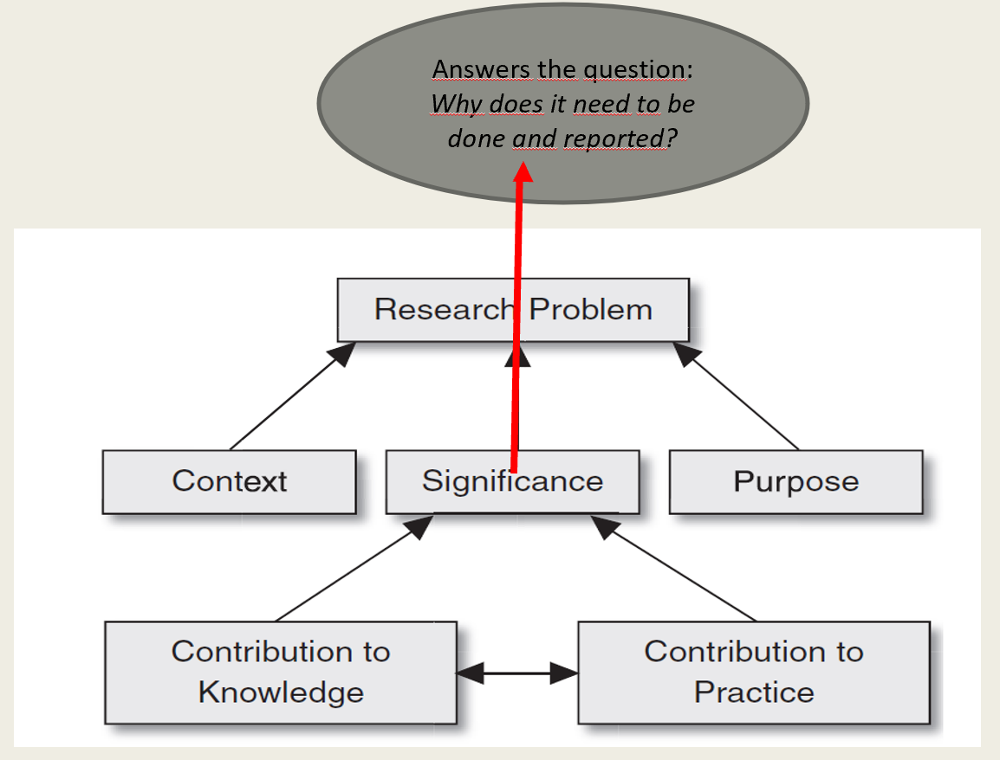 Answers the question:
Why does it need to be
done and reported?
Research Problem
Context
Significance
Purpose
Contribution to
Knowledge
Contribution to
Practice